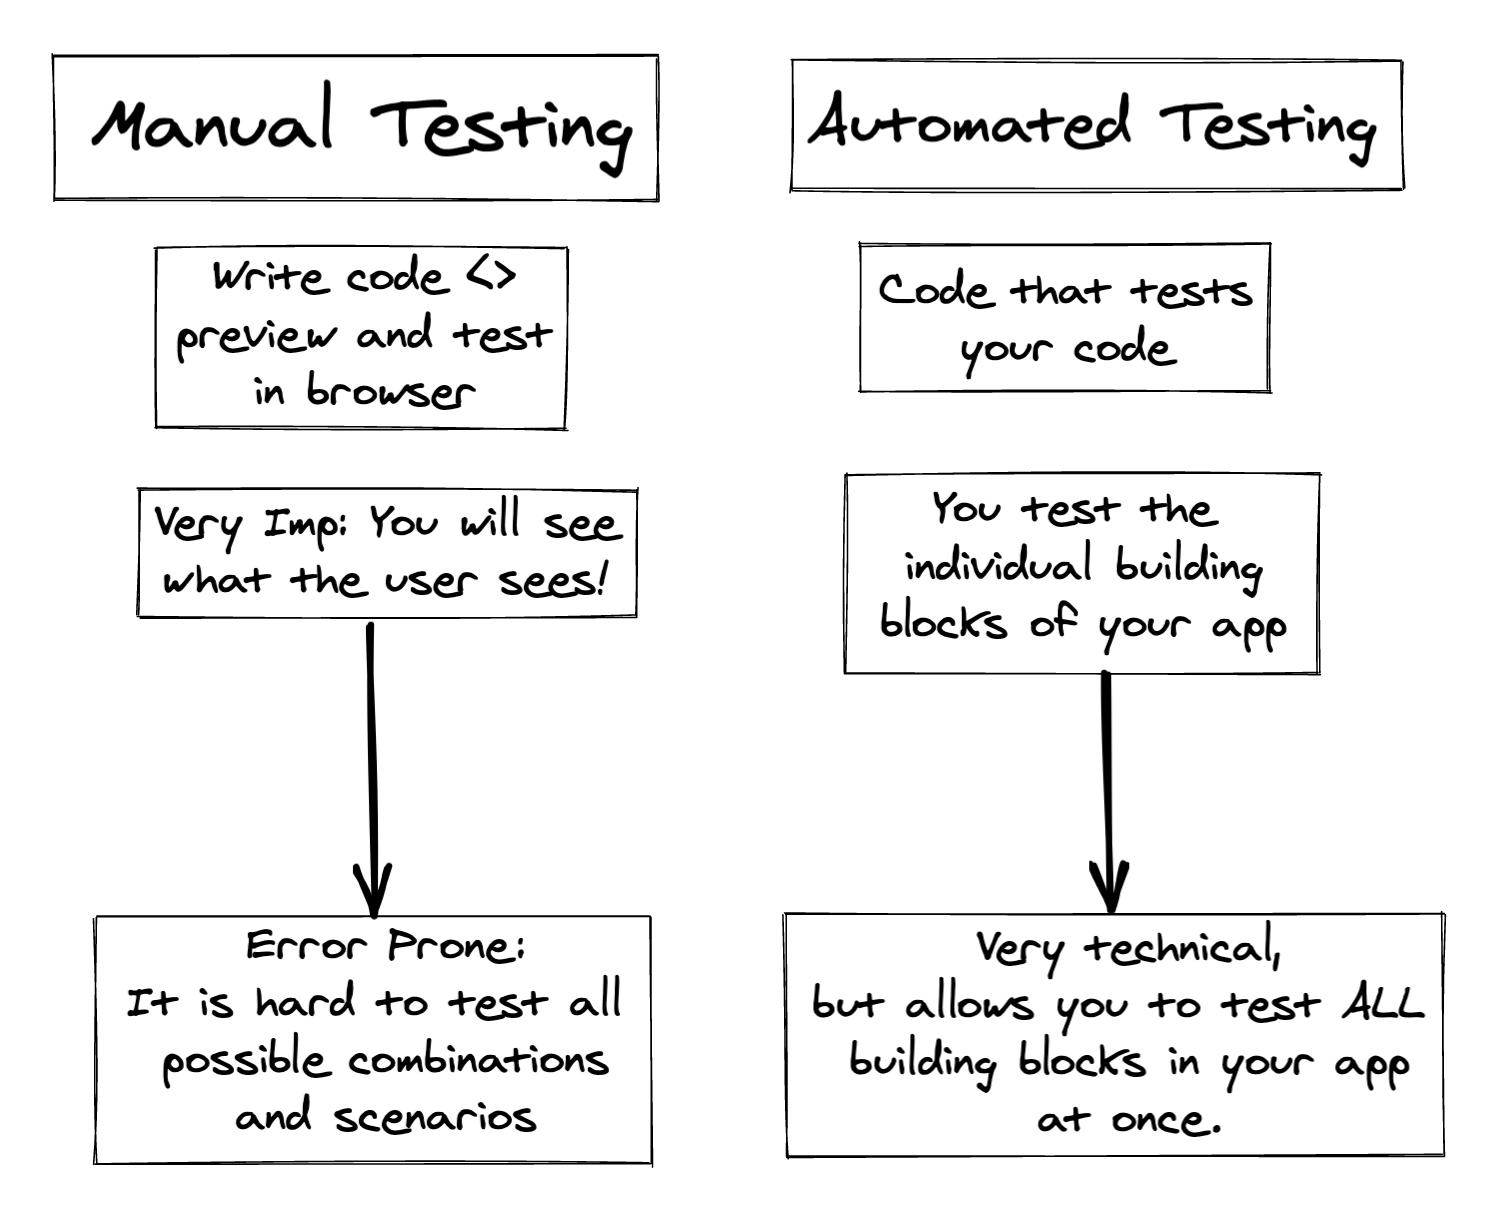 Manual Testing
Write code <>
preview and test
in browser
Very Imp: You will see
what the user sees!
Error Prone:
It is hard to test all
possible combinations
and scenarios
Automated Testing
Code that tests
your code
You test the
individual building
blocks of your app
Very technical,
but allows you to test ALL
building blocks in your app
at once.